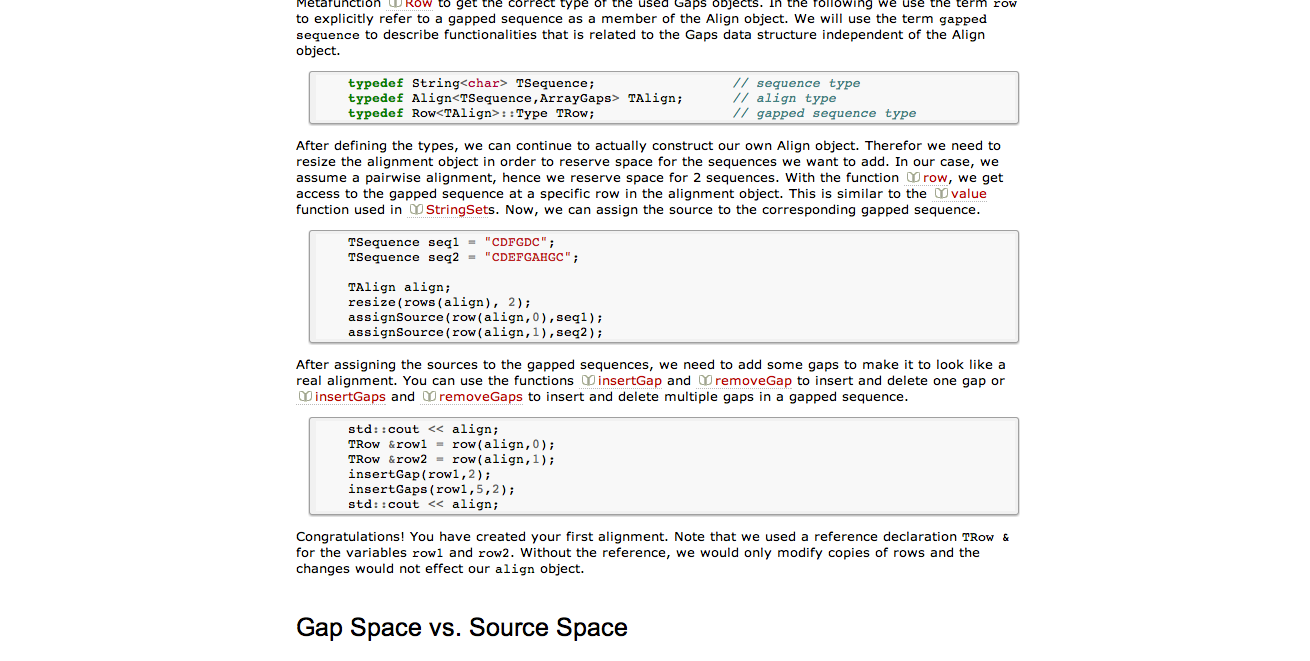 Metafunction Row to get the correct type of the used Gaps objects. In the following we use the term row
to explicitly refer to a gapped sequence as a member of the Align object. We will use the term gapped
sequence to describe functionalities that is related to the Gaps data structure independent of the Align
object.
typedef String<char> TSequence; // sequence type
typedef Align<TSequence,ArrayGaps> TAlign; // align type
typedef Row<TAlign>::Type TRow; // gapped sequence type
After defining the types, we can continue to actually construct our own Align object. Therefor we need to
resize the alignment object in order to reserve space for the sequences we want to add. In our case, we
assume a pairwise alignment, hence we reserve space for 2 sequences. With the function row, we get
access to the gapped sequence at a specific row in the alignment object. This is similar to the value
function used in StringSets. Now, we can assign the source to the corresponding gapped sequence.
TSequence seq1 = "CDFGDC";
TSequence seq2 = "CDEFGAHGC";
TAlign align;
resize(rows(align), 2);
assignSource(row(align,0),seq1);
assignSource(row(align,1),seq2);
After assigning the sources to the gapped sequences, we need to add some gaps to make it to look like a
real alignment. You can use the functions insertGap and removeGap to insert and delete one gap or
insertGaps and removeGaps to insert and delete multiple gaps in a gapped sequence.
std::cout << align;
TRow &row1 = row(align,0);
TRow &row2 = row(align,1);
insertGap(row1,2);
insertGaps(row1,5,2);
std::cout << align;
Congratulations! You have created your first alignment. Note that we used a reference declaration TRow &
for the variables row1 and row2. Without the reference, we would only modify copies of rows and the
changes would not effect our align object.
Gap Space vs. Source Space